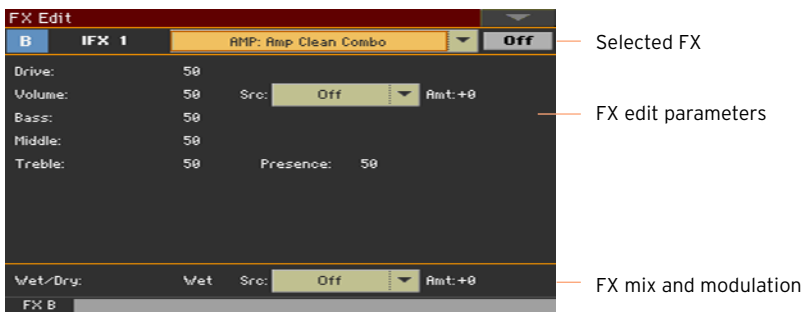 FX Edit
B IFX 1 AMP: Amp Clean Combo Off Selected FX
Drive: 50
Volume: 50 Src: Off Amt:+0
FX edit parameters
Bass: 50
Middle: 50
Treble: 50 Presence: 50
Wet/Dry: Wet Src: Off Amt:+0 FX mix and modulation
FX B